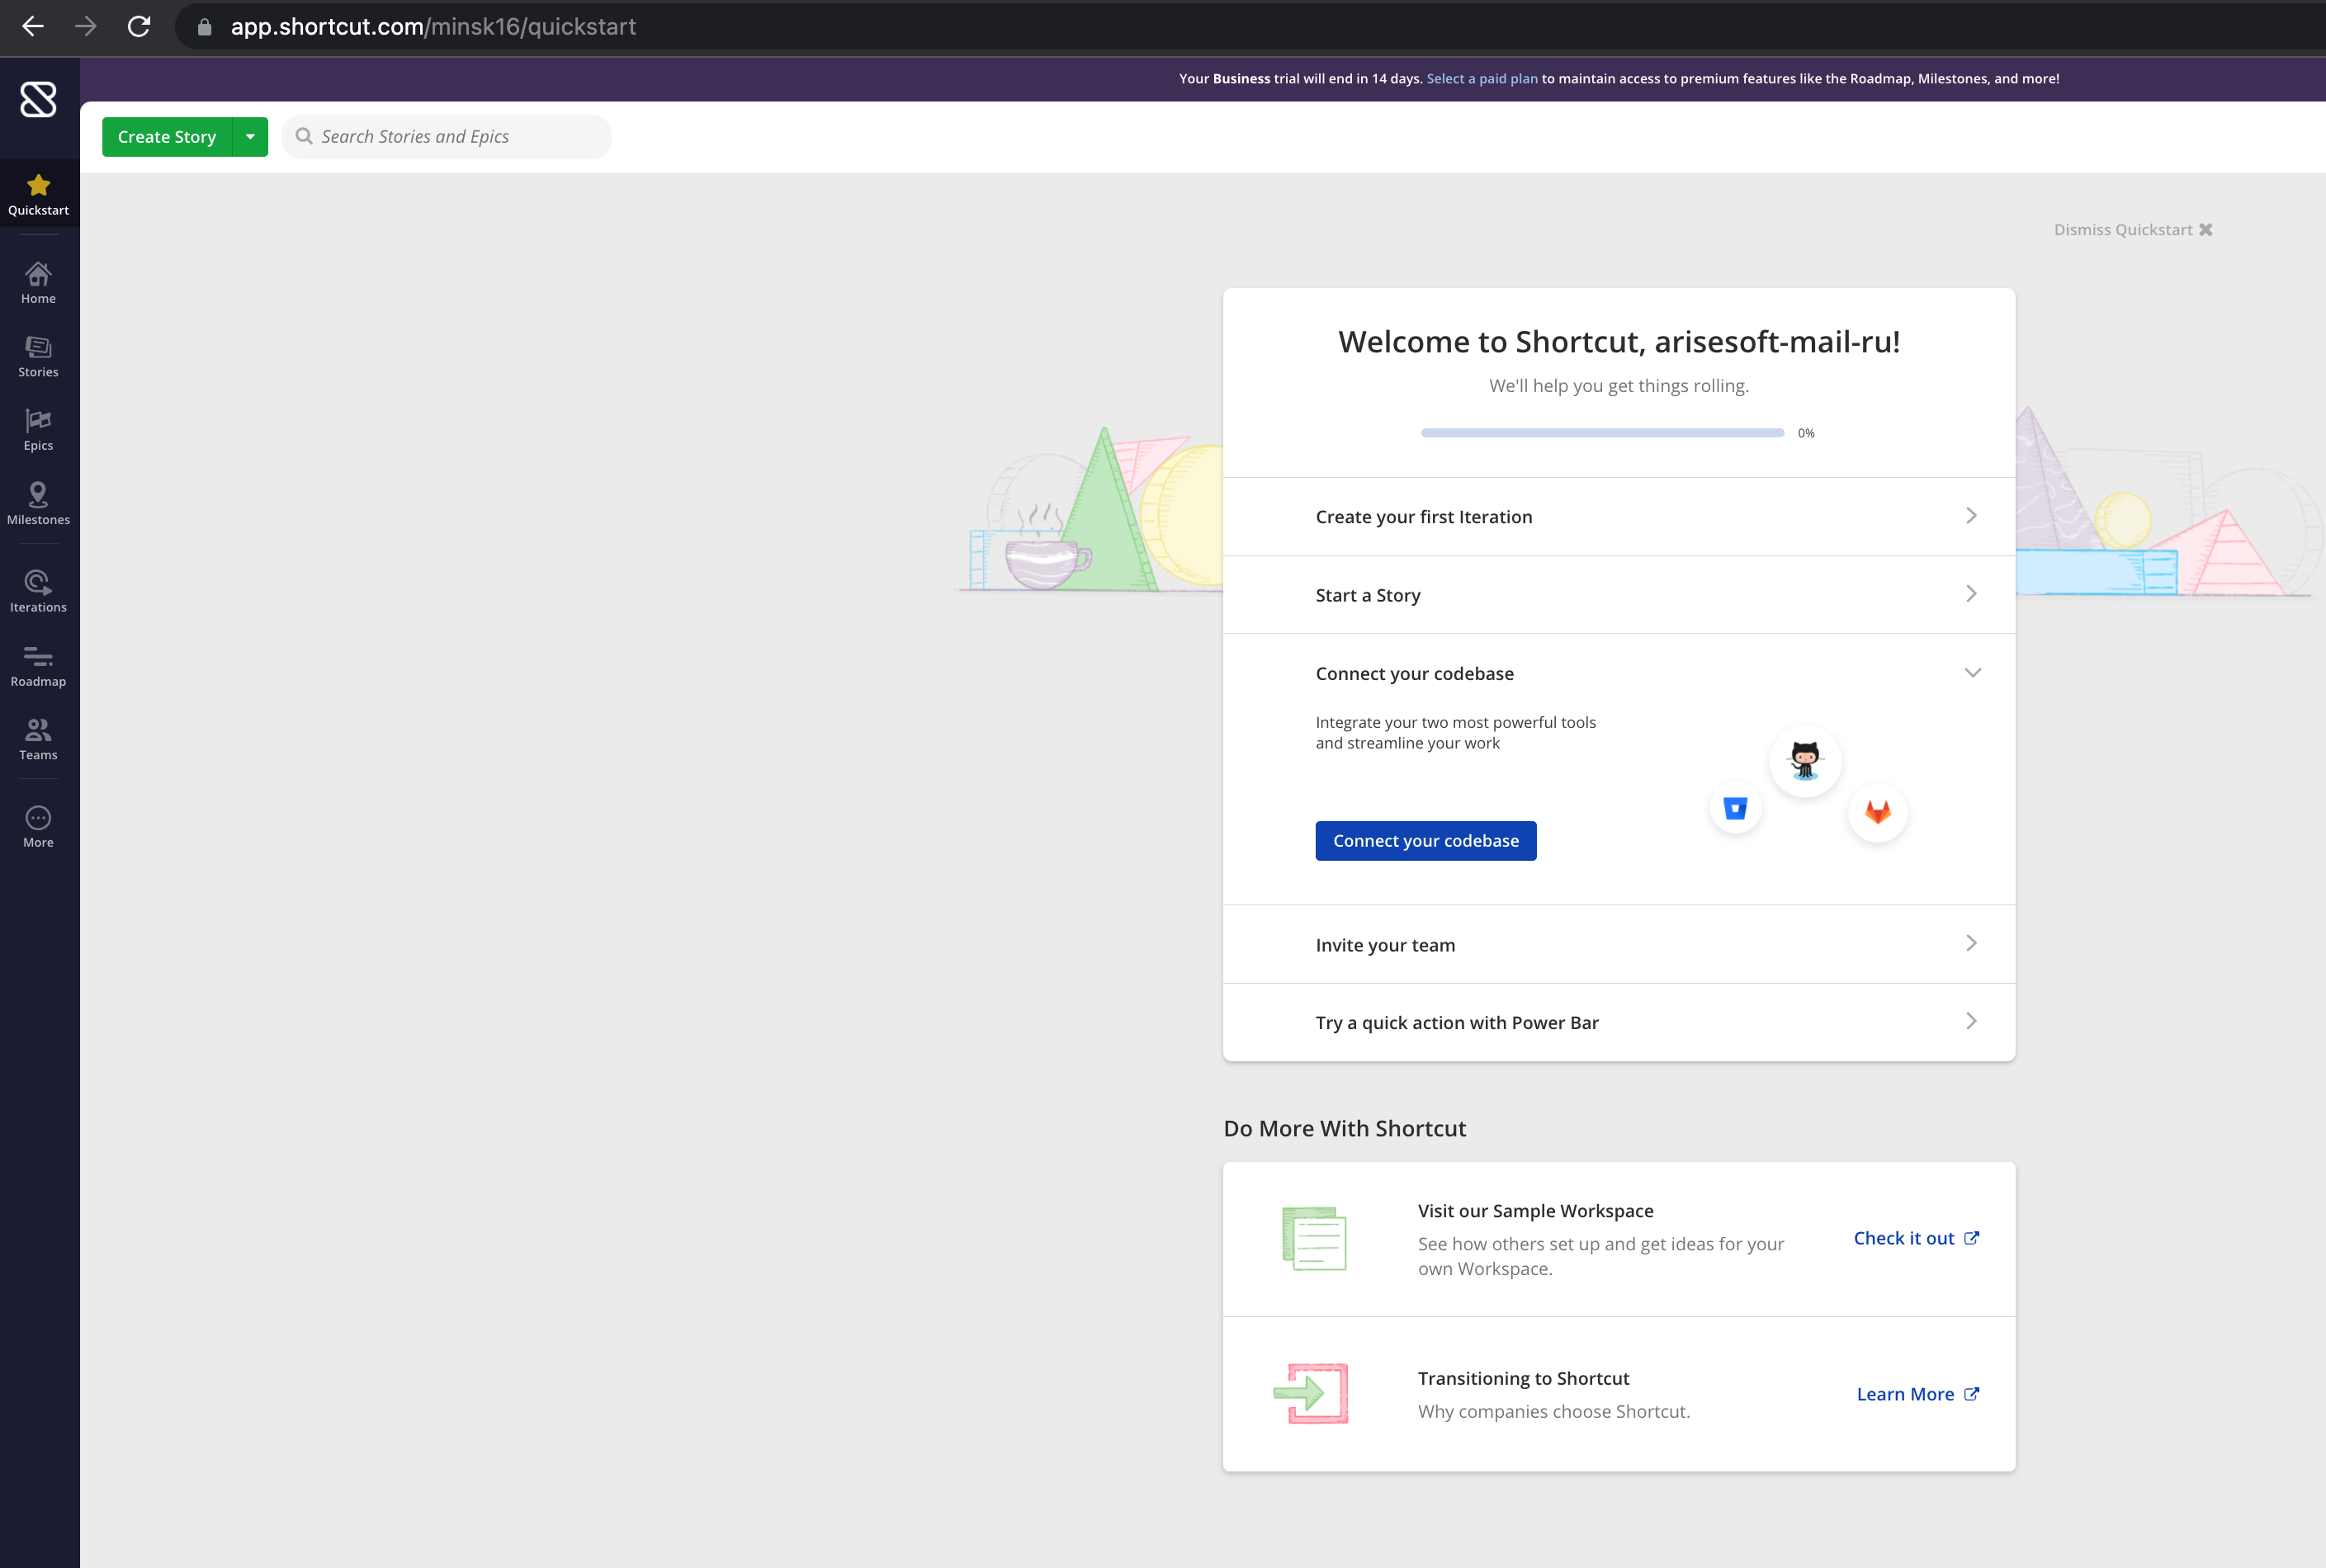 app.shortcut.com/minsk16/quickstart
Your Business trial will end in 14 days. Select a paid plan to maintain access to premium features like the Roadmap, Milestones, and more!
Create Story
Search Stories and Epics
Quickstart
Home
Stories
Epics
Milestones
Iterations
Roadmap
Teams
More
Dismiss Quickstart
Welcome to Shortcut, arisesoft-mail-ru!
We'll help you get things rolling.
0%
Create your first Iteration
Start a Story
Connect your codebase
Integrate your two most powerful tools
and streamline your work
Connect your codebase
Invite your team
Try a quick action with Power Bar
Do More With Shortcut
Visit our Sample Workspace
See how others set up and get ideas for your
own Workspace.
Check it out
Transitioning to Shortcut
Why companies choose Shortcut.
Learn More